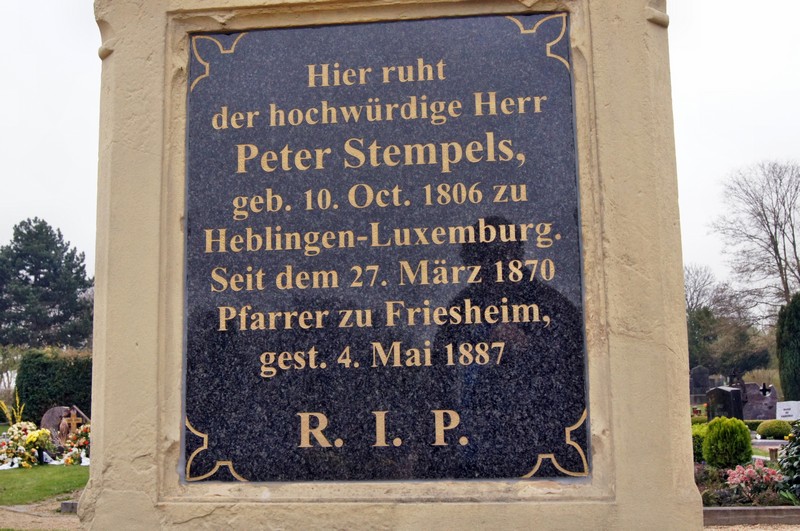 Hier ruht
der hochwürdige Herr
Peter Stempels,
geb. 10. Oct. 1806 zu
Heblingen-Luxemburg.
Seit dem 27. März 1870
Pfarrer zu Friesheim,
gest. 4. Mai 1887
R. I. P.